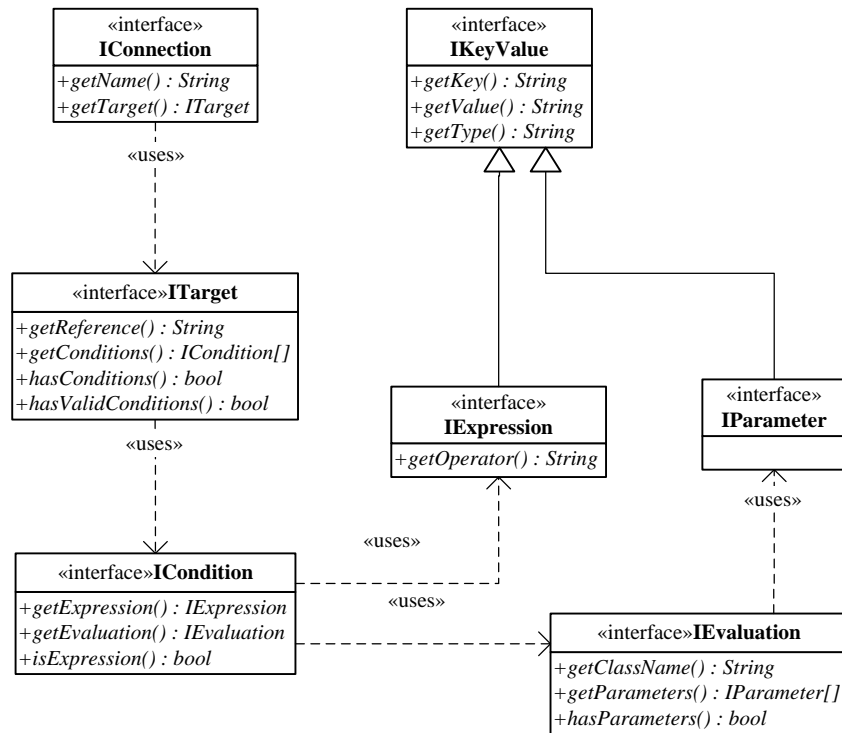 «interface»
IConnection
+getName() : String
+getTarget() : ITarget
«interface»
IKeyValue
+getKey() : String
+getValue() : String
+getType() : String
«uses»
«interface»ITarget
+getReference() : String
+getConditions() : ICondition[]
+hasConditions() : bool
+hasValidConditions() : bool
«interface»
IExpression
+getOperator() : String
«interface»
IParameter
«uses»
«uses»
«uses»
«uses»
«interface»ICondition
+getExpression() : IExpression
+getEvaluation() : IEvaluation
+isExpression() : bool
«interface»IEvaluation
+getClassName() : String
+getParameters() : IParameter[]
+hasParameters() : bool